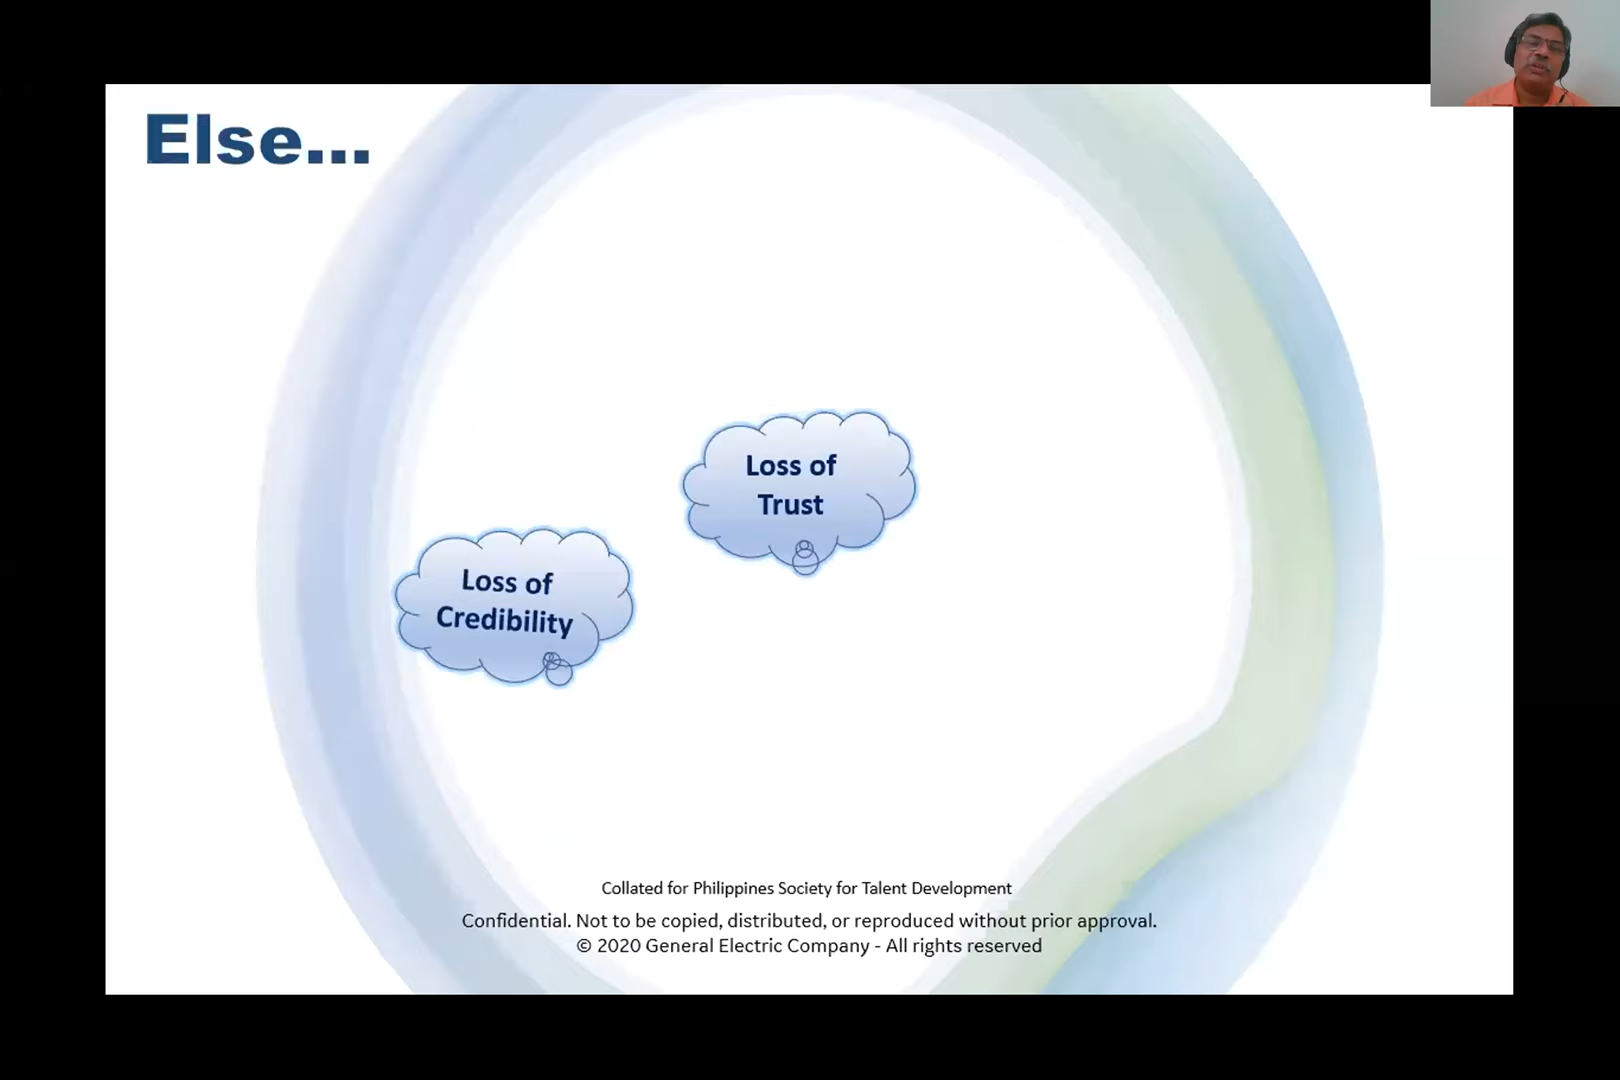 Else...
Loss of
Trust
Loss of
Credibility
Collated for Philippines Society for Talent Development
Confidential. Not to be copied, distributed, or reproduced without prior approval.
© 2020 General Electric Company - All rights reserved